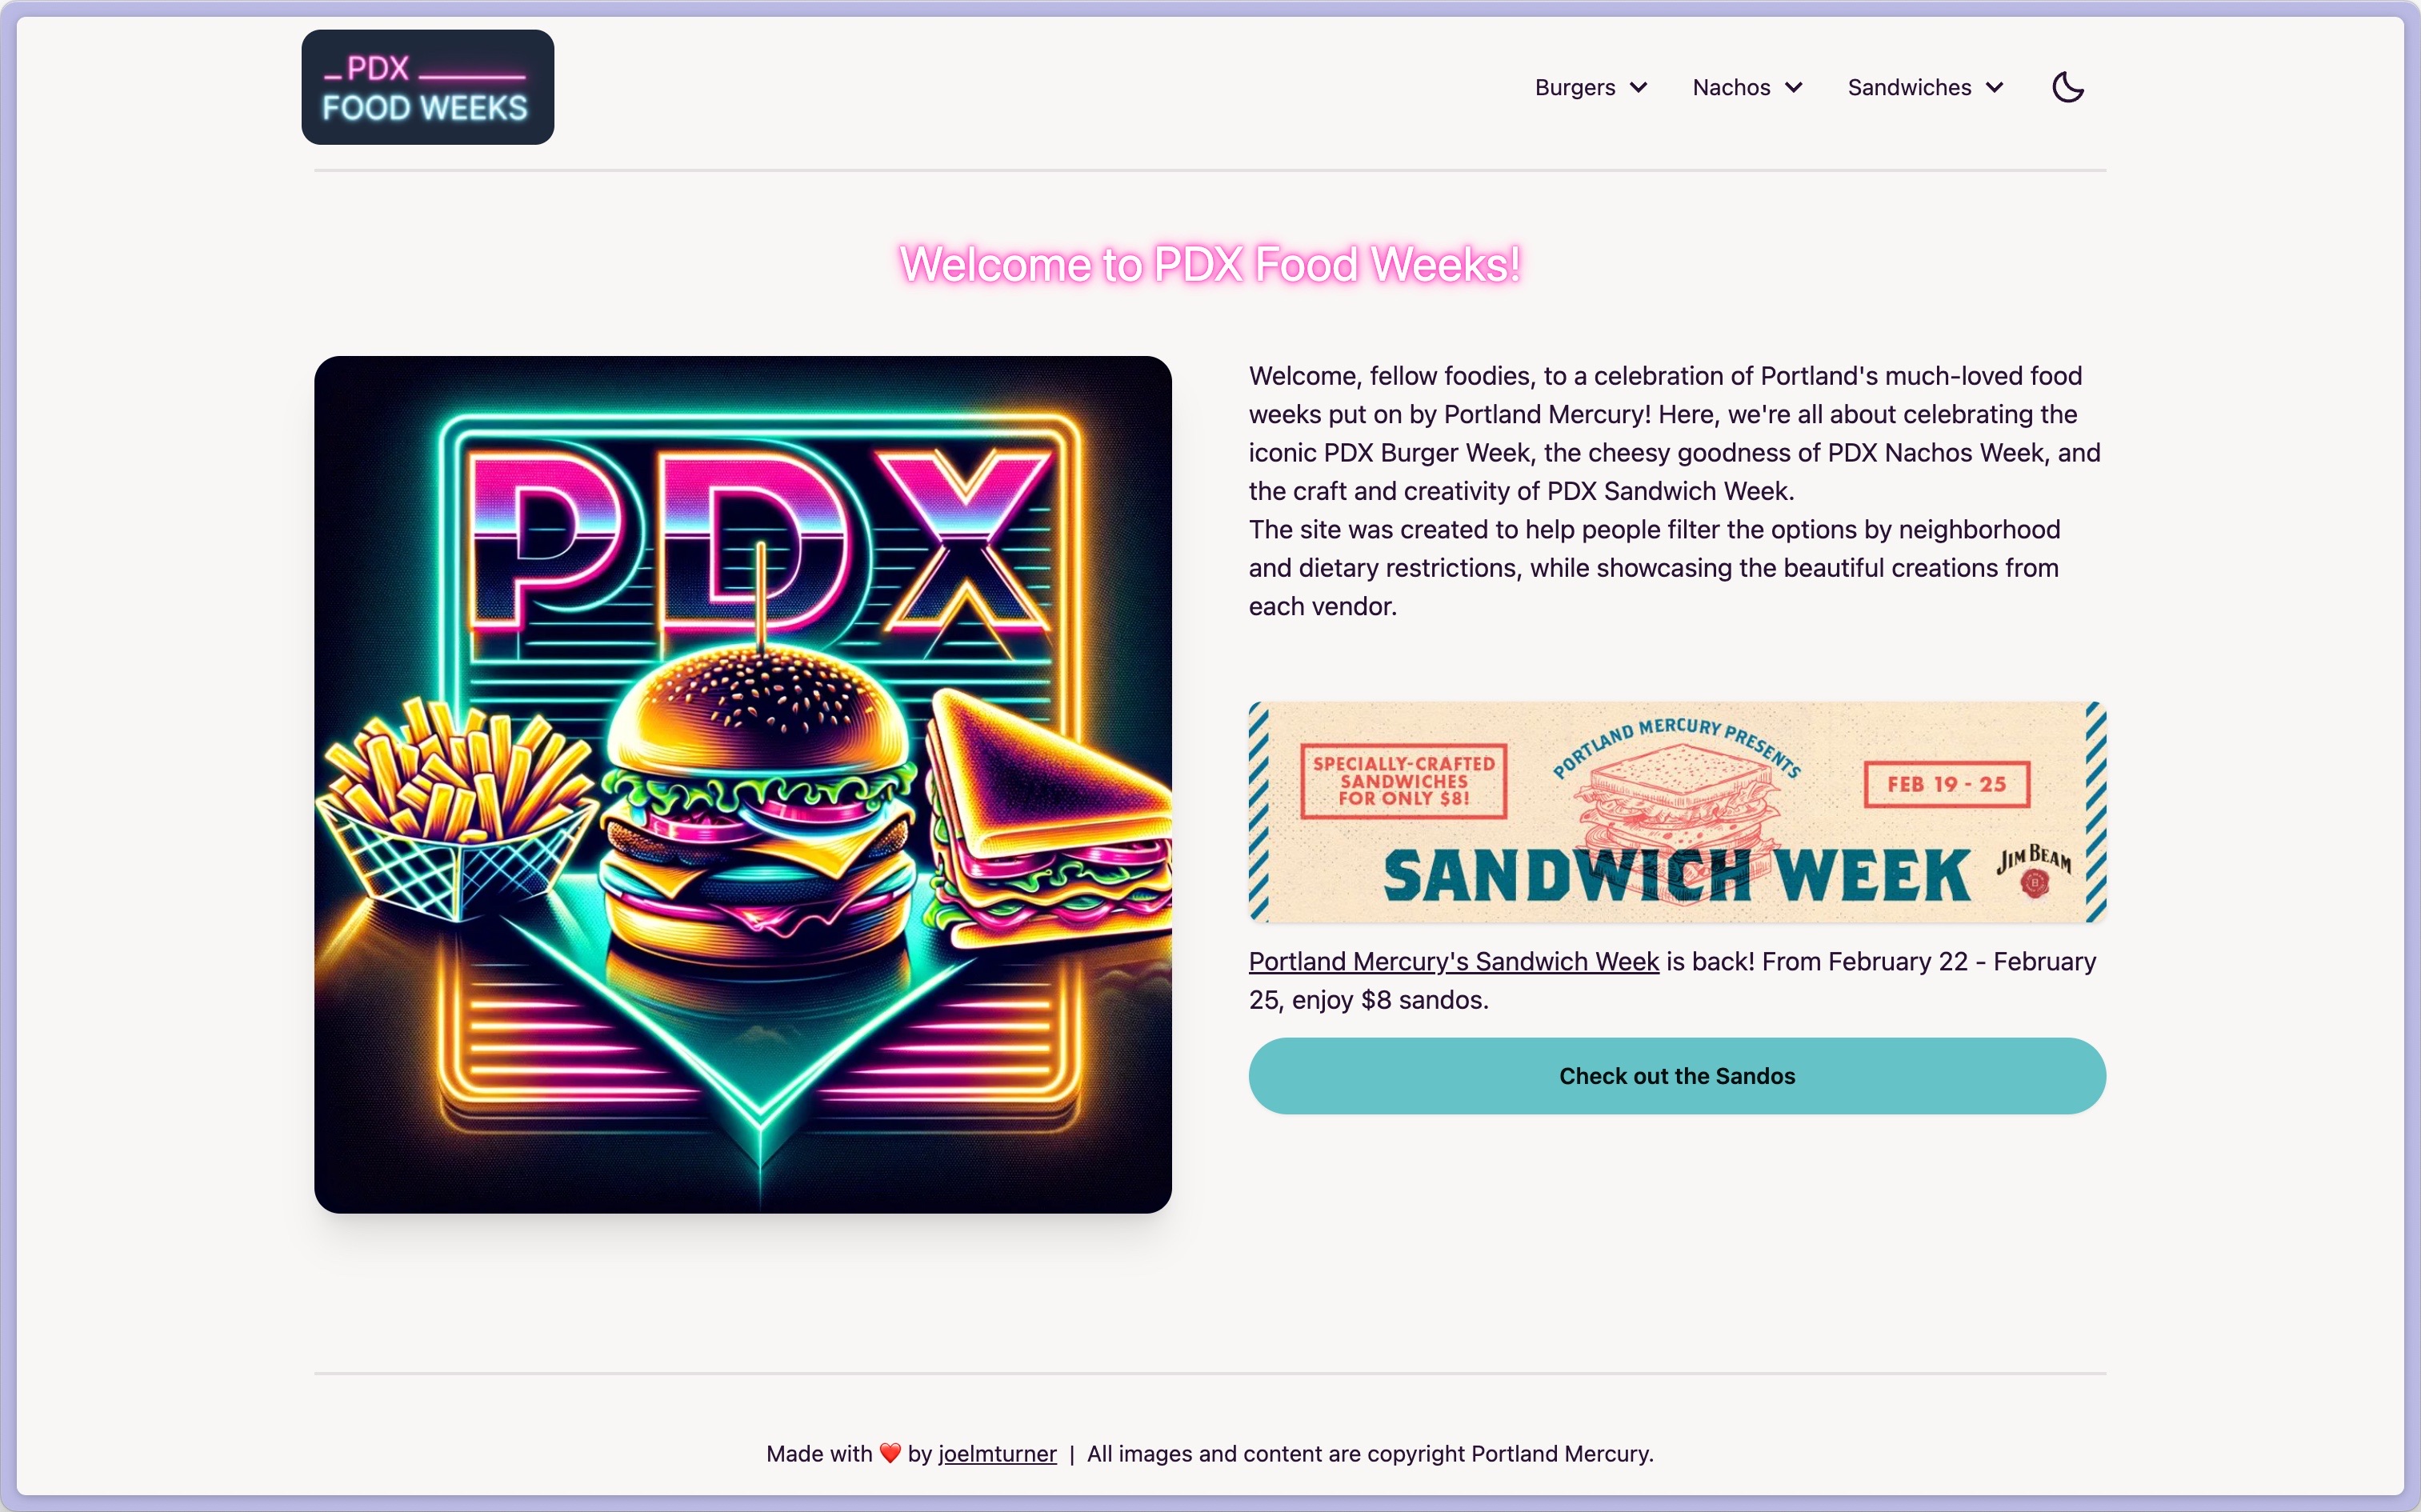 PDX
FOOD WEEKS
Burgers
Nachos
Sandwiches
Welcome to PDX Food Weeks!
PDX
Welcome, fellow foodies, to a celebration of Portland's much-loved food
weeks put on by Portland Mercury! Here, we're all about celebrating the
iconic PDX Burger Week, the cheesy goodness of PDX Nachos Week, and
the craft and creativity of PDX Sandwich Week.
The site was created to help people filter the options by neighborhood
and dietary restrictions, while showcasing the beautiful creations from
each vendor.
PORTLAND MERCURY PRESENTS
SPECIALLY-CRAFTED
SANDWICHES
FOR ONLY $8!
FEB 19 - 25
SANDWICH WEEK
JIM BEAM
B
Portland Mercury's Sandwich Week is back! From February 22 - February
25, enjoy $8 sandos.
Check out the Sandos
Made with ❤️ by joelmturner | All images and content are copyright Portland Mercury.